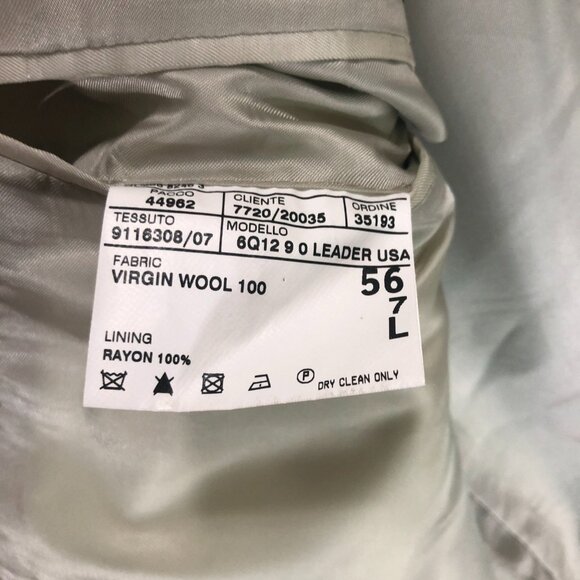 PACCO CLIENTE ORDINE
44962 7720/20035 35193
TESSUTO MODELLO
9116308/07 6Q12 9 0 LEADER USA
FABRIC
VIRGIN WOOL 100
56
7
L
LINING
RAYON 100%
P DRY CLEAN ONLY